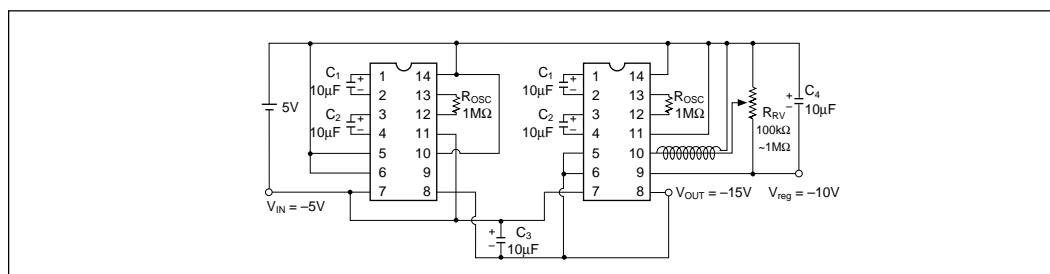 5V
V_IN = –5V
C1
10µF
+
–
C2
10µF
+
–
1
2
3
4
5
6
7
14
13
12
11
10
9
8
ROSC
1MΩ
+
–
C3
10µF
C1
10µF
+
–
C2
10µF
+
–
1
2
3
4
5
6
7
14
13
12
11
10
9
8
ROSC
1MΩ
RRV
100kΩ
~1MΩ
+
–
C4
10µF
VOUT = –15V
Vreg = –10V